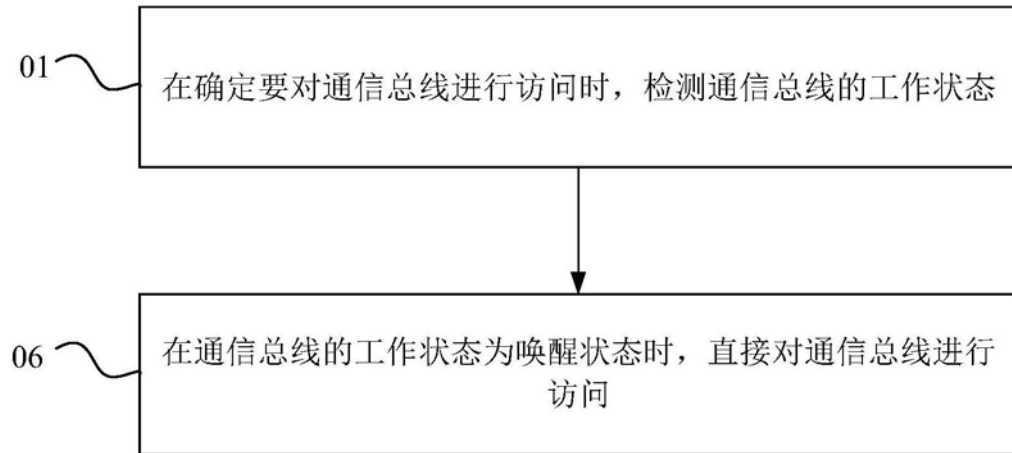 01
在确定要对通信总线进行访问时，检测通信总线的工作状态
06
在通信总线的工作状态为唤醒状态时，直接对通信总线进行
访问